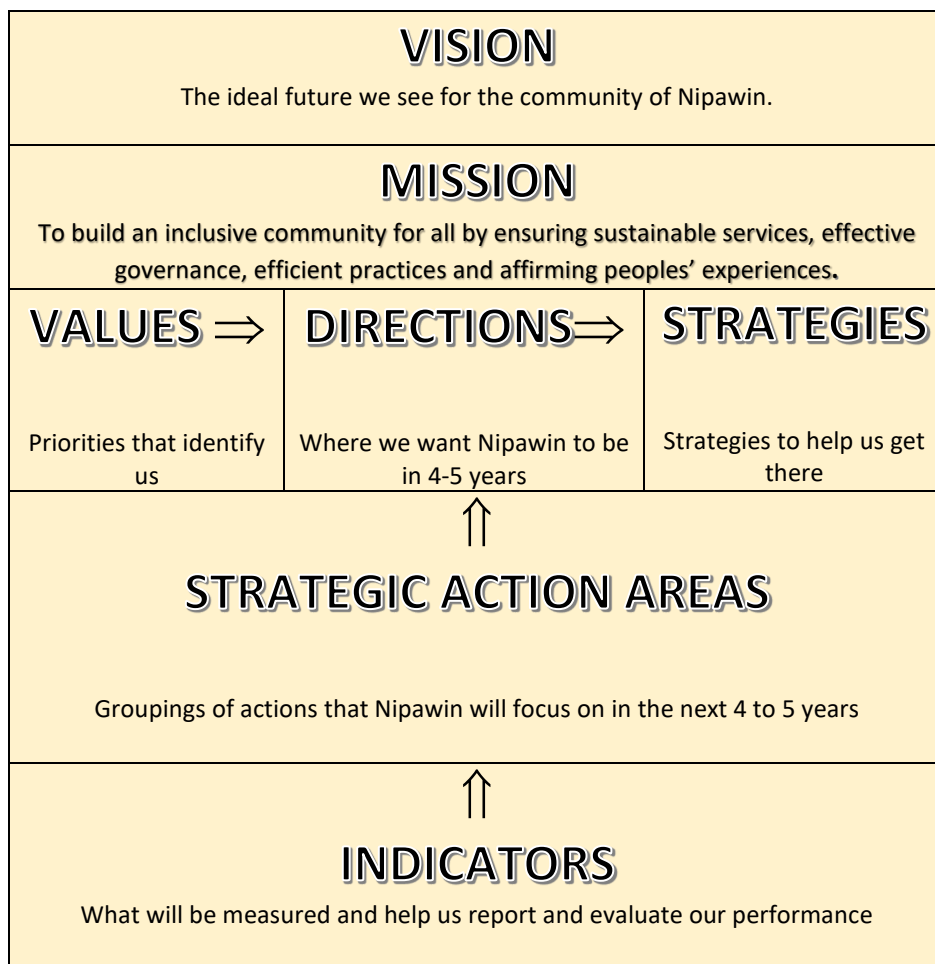 VISION
The ideal future we see for the community of Nipawin.
MISSION
To build an inclusive community for all by ensuring sustainable services, effective
governance, efficient practices and affirming peoples’ experiences.
VALUES ⇒
Priorities that identify
us
DIRECTIONS⇒
Where we want Nipawin to be
in 4-5 years
STRATEGIES
Strategies to help us get
there
⇑
STRATEGIC ACTION AREAS
Groupings of actions that Nipawin will focus on in the next 4 to 5 years
⇑
INDICATORS
What will be measured and help us report and evaluate our performance